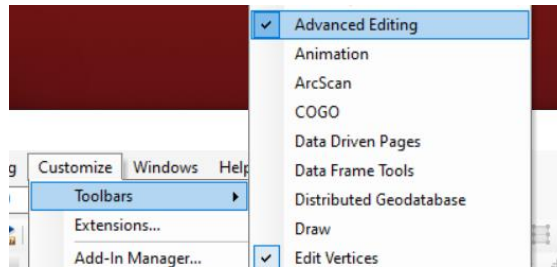 Advanced Editing
Animation
ArcScan
COGO
Data Driven Pages
Customize Windows Help
Data Frame Tools
Toolbars
Distributed Geodatabase
Extensions...
Draw
Add-In Manager...
Edit Vertices